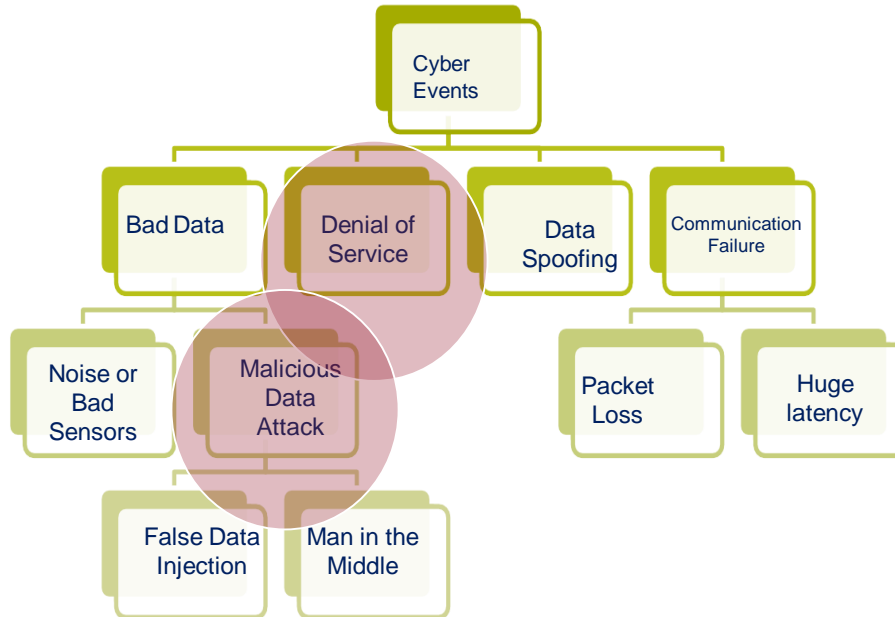 Cyber
Events
Bad Data
Denial of
Service
Data
Spoofing
Communication
Failure
Noise or
Bad
Sensors
Malicious
Data
Attack
Packet
Loss
Huge
latency
False Data
Injection
Man in the
Middle